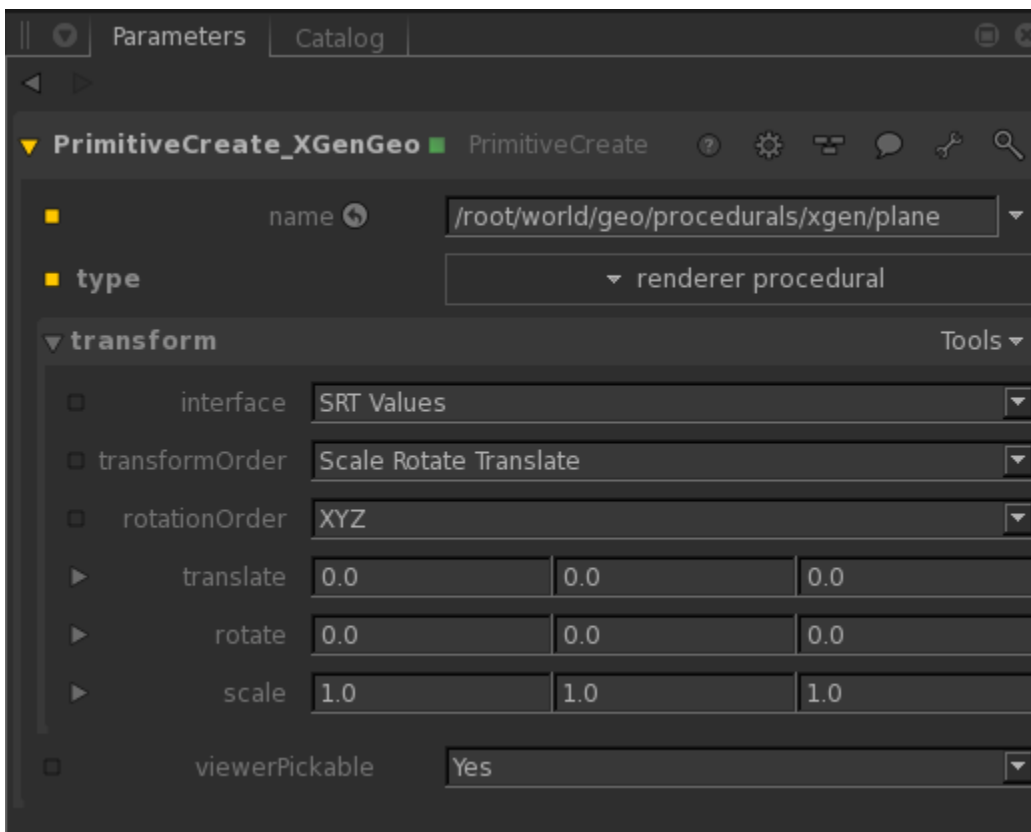 Parameters Catalog
PrimitiveCreate_XGenGeo PrimitiveCreate ?
name /root/world/geo/procedurals/xgen/plane
type renderer procedural
transform Tools
interface SRT Values
transformOrder Scale Rotate Translate
rotationOrder XYZ
translate 0.0 0.0 0.0
rotate 0.0 0.0 0.0
scale 1.0 1.0 1.0
viewerPickable Yes